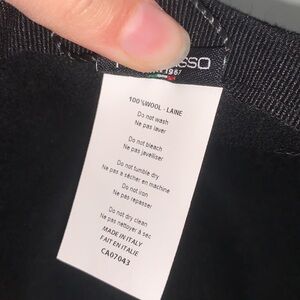 SSO
1987
100%WOOL - LAINE
Do not wash
Ne pas laver
Do not bleach
Ne pas javelliser
Do not tumble dry
Ne pas a sécher en machine
Do not iron
Ne pas repasser
Do not dry clean
Ne pas nettoyer à sec
MADE IN ITALY
FAIT EN ITALIE
CA07043